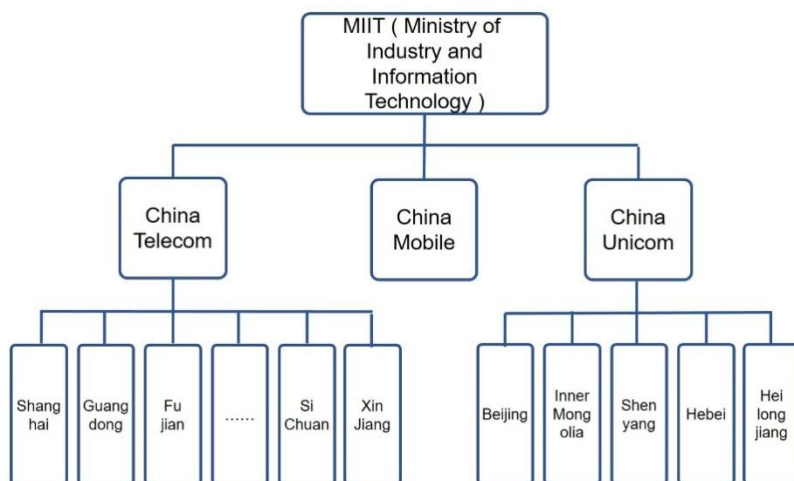 MIIT ( Ministry of
Industry and
Information
Technology )
China
Telecom
China
Mobile
China
Unicom
Shang
hai
Guang
dong
Fu
jian
......
Si
Chuan
Xin
Jiang
Beijing
Inner
Mong
olia
Shen
yang
Hebei
Hei
long
jiang